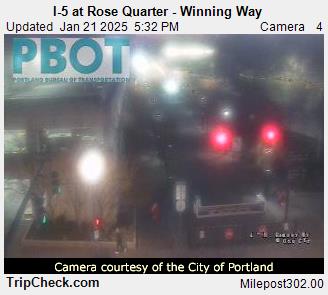 I-5 at Rose Quarter - Winning Way
Updated Jan 21 2025 5:32 PM Camera 4
PBOT
PORTLAND BUREAU OF TRANSPORTATION
Camera courtesy of the City of Portland
TripCheck.com Milepost302.00